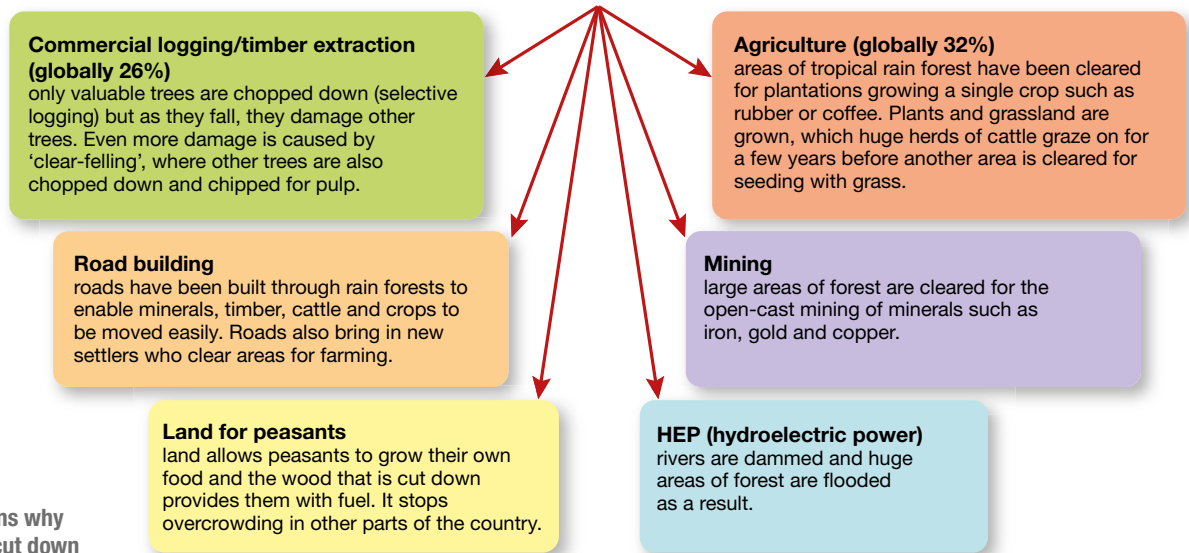 Commercial logging/timber extraction
(globally 26%)
only valuable trees are chopped down (selective
logging) but as they fall, they damage other
trees. Even more damage is caused by
‘clear-felling’, where other trees are also
chopped down and chipped for pulp.
Agriculture (globally 32%)
areas of tropical rain forest have been cleared
for plantations growing a single crop such as
rubber or coffee. Plants and grassland are
grown, which huge herds of cattle graze on for
a few years before another area is cleared for
seeding with grass.
Road building
roads have been built through rain forests to
enable minerals, timber, cattle and crops to
be moved easily. Roads also bring in new
settlers who clear areas for farming.
Mining
large areas of forest are cleared for the
open-cast mining of minerals such as
iron, gold and copper.
Land for peasants
land allows peasants to grow their own
food and the wood that is cut down
provides them with fuel. It stops
overcrowding in other parts of the country.
HEP (hydroelectric power)
rivers are dammed and huge
areas of forest are flooded
as a result.
ns why
cut down